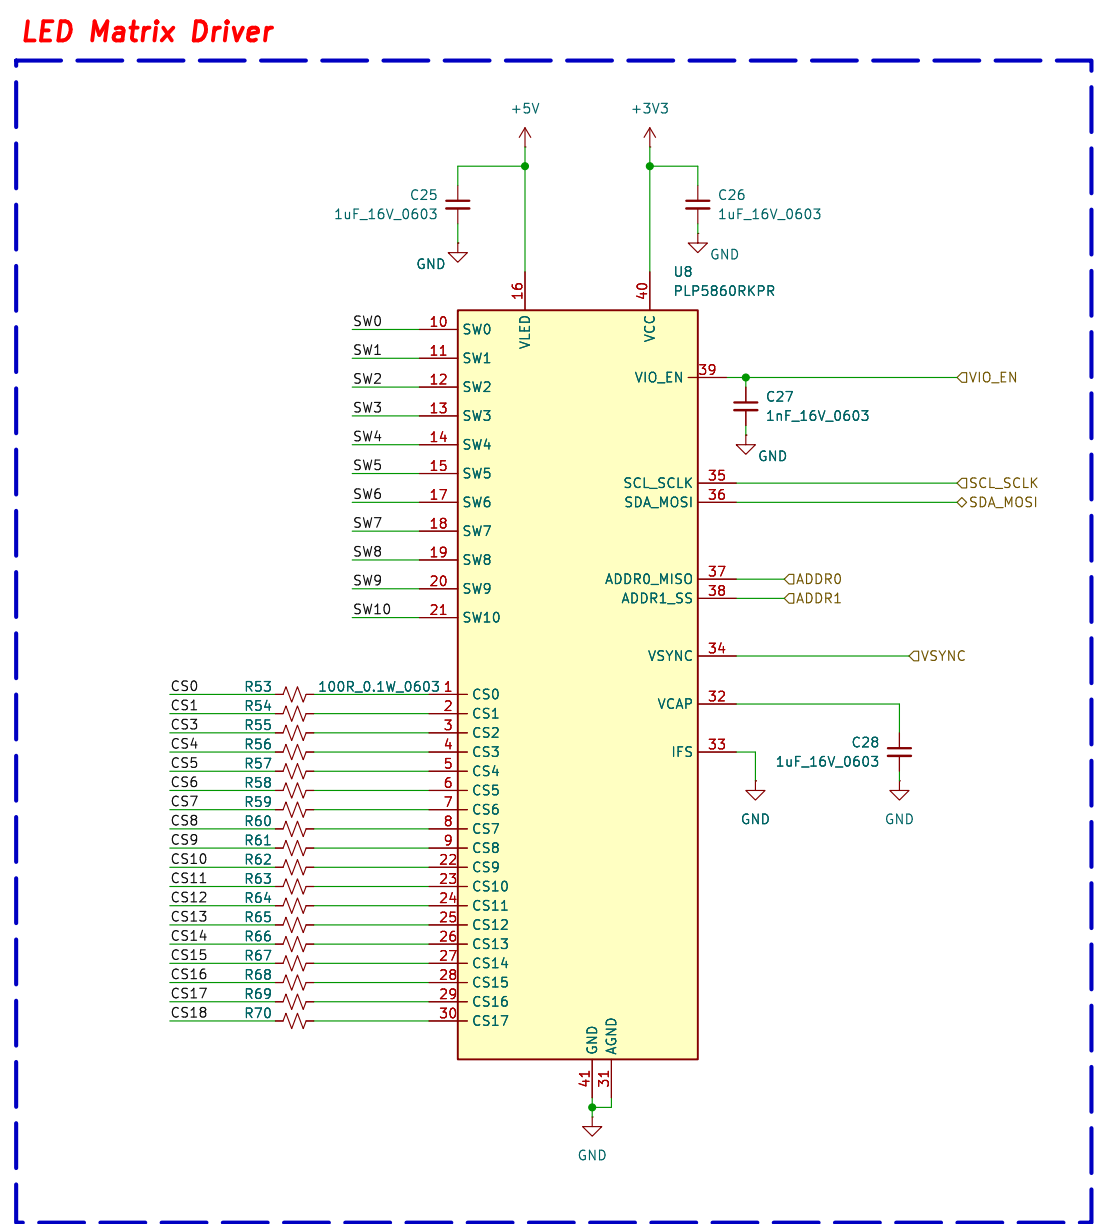 LED Matrix Driver
+5V
+3V3
C25
1uF_16V_0603
GND
C26
1uF_16V_0603
GND
U8
PLP5860RKPR
16
VLED
40
VCC
SW0
10
SW0
SW1
11
SW1
SW2
12
SW2
SW3
13
SW3
SW4
14
SW4
SW5
15
SW5
SW6
17
SW6
SW7
18
SW7
SW8
19
SW8
SW9
20
SW9
SW10
21
SW10
VIO_EN
39
VIO_EN
C27
1nF_16V_0603
GND
SCL_SCLK
35
SCL_SCLK
SDA_MOSI
36
SDA_MOSI
ADDR0_MISO
37
ADDR0
ADDR1_SS
38
ADDR1
VSYNC
34
VSYNC
VCAP
32
C28
1uF_16V_0603
GND
IFS
33
GND
CS0 R53 100R_0.1W_0603 1 CS0
CS1 R54 2 CS1
CS3 R55 3 CS2
CS4 R56 4 CS3
CS5 R57 5 CS4
CS6 R58 6 CS5
CS7 R59 7 CS6
CS8 R60 8 CS7
CS9 R61 9 CS8
CS10 R62 22 CS9
CS11 R63 23 CS10
CS12 R64 24 CS11
CS13 R65 25 CS12
CS14 R66 26 CS13
CS15 R67 27 CS14
CS16 R68 28 CS15
CS17 R69 29 CS16
CS18 R70 30 CS17
GND
41
AGND
31
GND